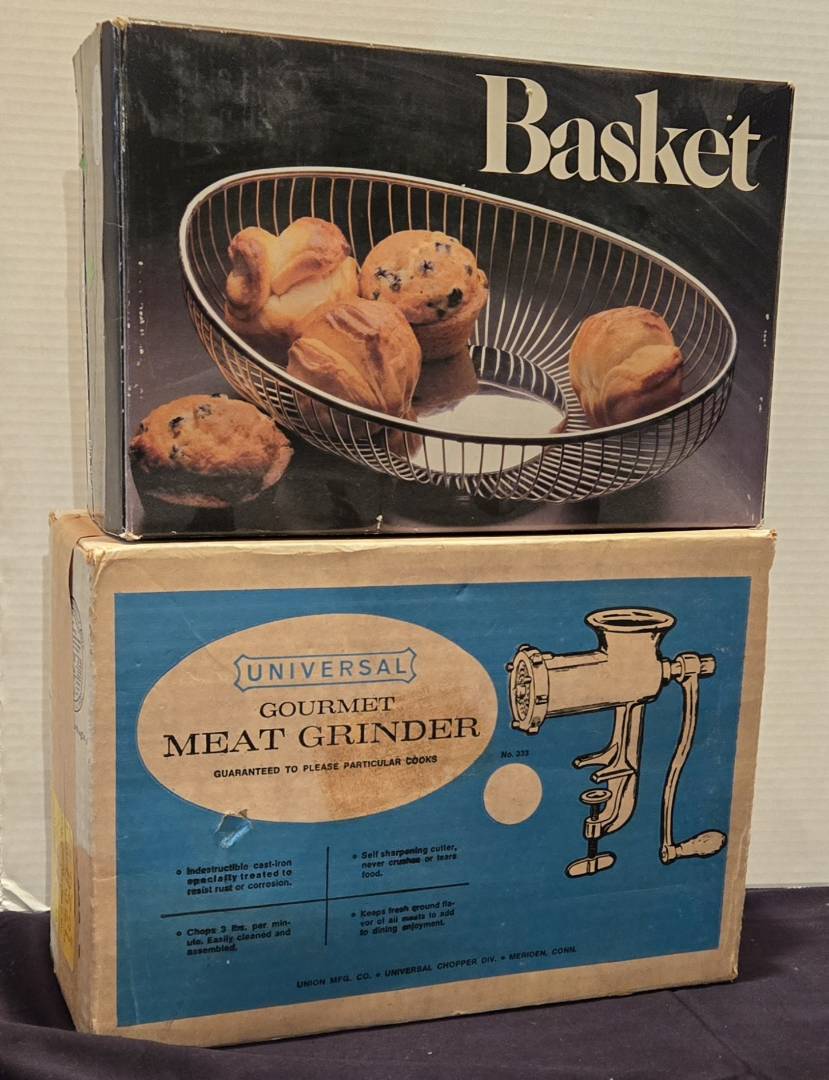 Basket
UNIVERSAL
GOURMET
MEAT GRINDER
GUARANTEED TO PLEASE PARTICULAR COOKS
No. 333
• Indestructible cast-iron
specially treated to
resist rust or corrosion.
• Self sharpening cutter,
never crushes or tears
food.
• Chops 3 lbs. per min-
ute. Easily cleaned and
assembled.
• Keeps fresh ground fla-
vor of all meats to add
to dining enjoyment.
UNION MFG. CO. • UNIVERSAL CHOPPER DIV. • MERIDEN, CONN.